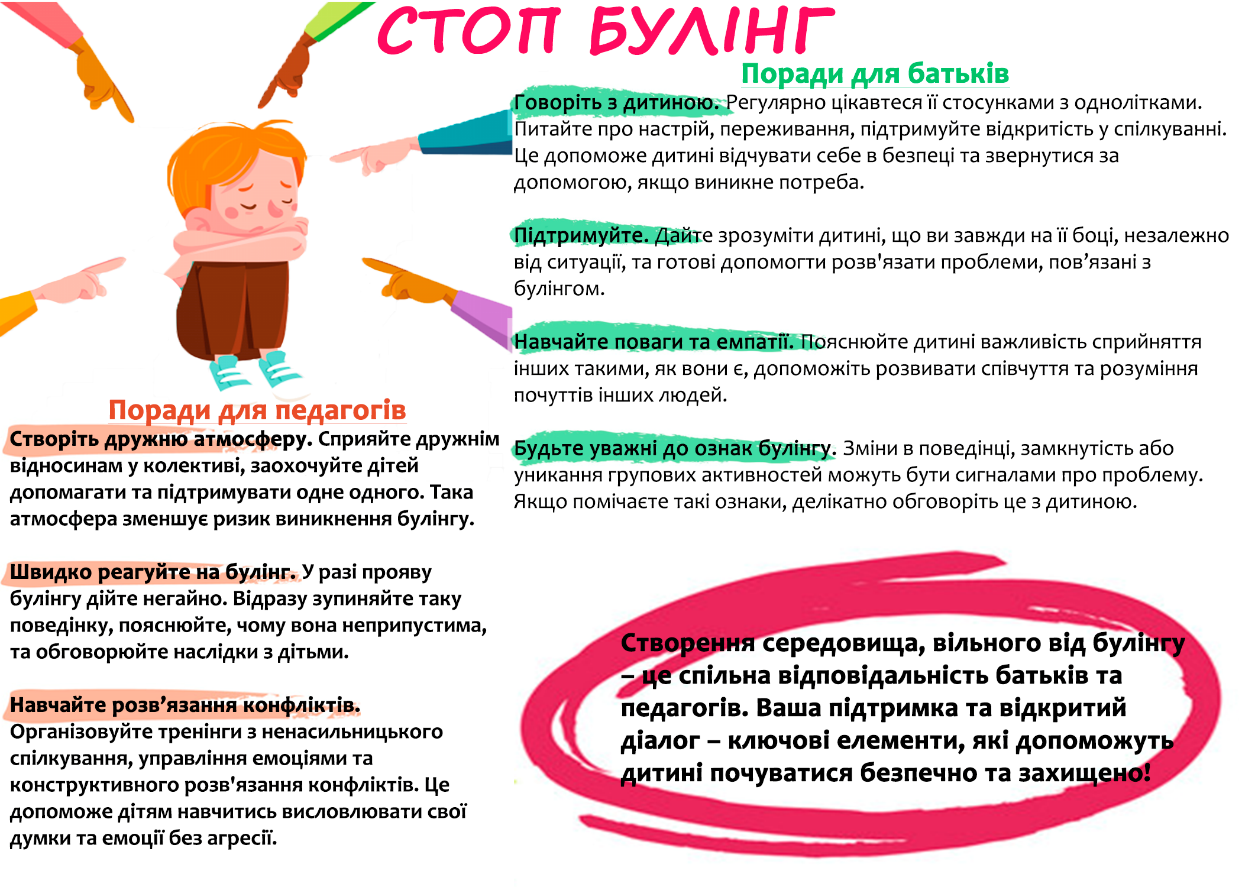 СТОП БУЛІНГ
Поради для батьків
Говоріть з дитиною. Регулярно цікавтеся її стосунками з однолітками.
Питайте про настрій, переживання, підтримуйте відкритість у спілкуванні.
Це допоможе дитині відчувати себе в безпеці та звернутися за
допомогою, якщо виникне потреба.
Підтримуйте. Дайте зрозуміти дитині, що ви завжди на її боці, незалежно
від ситуації, та готові допомогти розв'язати проблеми, пов’язані з
булінгом.
Навчайте поваги та емпатії. Пояснюйте дитині важливість сприйняття
інших такими, як вони є, допоможіть розвивати співчуття та розуміння
почуттів інших людей.
Будьте уважні до ознак булінгу. Зміни в поведінці, замкнутість або
уникання групових активностей можуть бути сигналами про проблему.
Якщо помічаєте такі ознаки, делікатно обговоріть це з дитиною.
Поради для педагогів
Створіть дружню атмосферу. Сприяйте дружнім
відносинам у колективі, заохочуйте дітей
допомагати та підтримувати одне одного. Така
атмосфера зменшує ризик виникнення булінгу.
Швидко реагуйте на булінг. У разі прояву
булінгу дійте негайно. Відразу зупиняйте таку
поведінку, пояснюйте, чому вона неприпустима,
та обговорюйте наслідки з дітьми.
Навчайте розв’язання конфліктів.
Організовуйте тренінги з ненасильницького
спілкування, управління емоціями та
конструктивного розв'язання конфліктів. Це
допоможе дітям навчитись висловлювати свої
думки та емоції без агресії.
Створення середовища, вільного від булінгу
– це спільна відповідальність батьків та
педагогів. Ваша підтримка та відкритий
діалог – ключові елементи, які допоможуть
дитині почуватися безпечно та захищено!